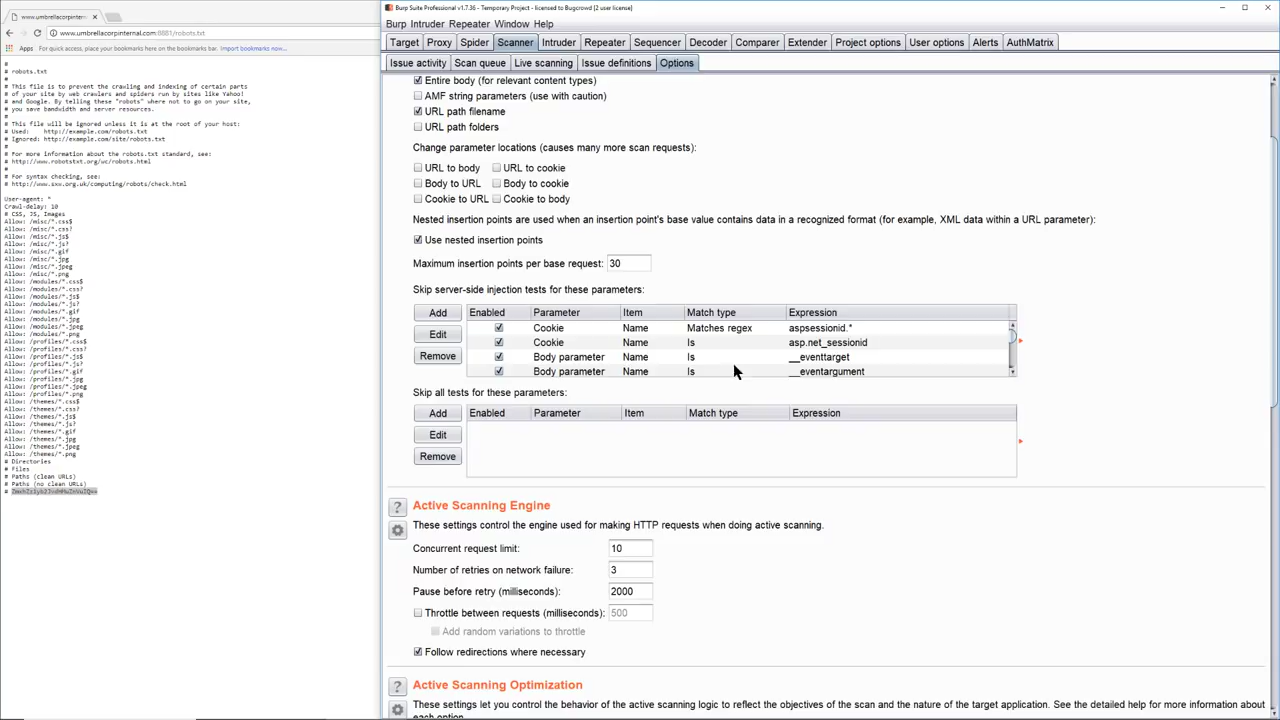 www.umbrellacorpintern
www.umbrellacorpinternal.com:6881/robots.txt
Apps For quick access, place your bookmarks here on the bookmarks bar. Import bookmarks now...
#
# robots.txt
#
# This file is to prevent the crawling and indexing of certain parts
# of your site by web crawlers and spiders run by sites like Yahoo!
# and Google. By telling these "robots" where not to go on your site,
# you save bandwidth and server resources.
#
# This file will be ignored unless it is at the root of your host:
# Used: http://example.com/robots.txt
# Ignored: http://example.com/site/robots.txt
#
# For more information about the robots.txt standard, see:
# http://www.robotstxt.org/wc/robots.html
#
# For syntax checking, see:
# http://www.sxw.org.uk/computing/robots/check.html
User-agent: *
Crawl-delay: 10
# CSS, JS, Images
Allow: /misc/*.css$
Allow: /misc/*.css?
Allow: /misc/*.js$
Allow: /misc/*.js?
Allow: /misc/*.gif
Allow: /misc/*.jpg
Allow: /misc/*.jpeg
Allow: /misc/*.png
Allow: /modules/*.css$
Allow: /modules/*.css?
Allow: /modules/*.js$
Allow: /modules/*.js?
Allow: /modules/*.gif
Allow: /modules/*.jpg
Allow: /modules/*.jpeg
Allow: /modules/*.png
Allow: /profiles/*.css$
Allow: /profiles/*.css?
Allow: /profiles/*.js$
Allow: /profiles/*.js?
Allow: /profiles/*.gif
Allow: /profiles/*.jpg
Allow: /profiles/*.jpeg
Allow: /profiles/*.png
Allow: /themes/*.css$
Allow: /themes/*.css?
Allow: /themes/*.js$
Allow: /themes/*.js?
Allow: /themes/*.gif
Allow: /themes/*.jpg
Allow: /themes/*.jpeg
Allow: /themes/*.png
# Directories
# Files
# Paths (clean URLs)
# Paths (no clean URLs)
#
Burp Suite Professional v1.7.36 - Temporary Project - licensed to Bugcrowd [2 user license]
Burp Intruder Repeater Window Help
Target Proxy Spider Scanner Intruder Repeater Sequencer Decoder Comparer Extender Project options User options Alerts AuthMatrix
Issue activity Scan queue Live scanning Issue definitions Options
Entire body (for relevant content types)
AMF string parameters (use with caution)
URL path filename
URL path folders
Change parameter locations (causes many more scan requests):
URL to body URL to cookie
Body to URL Body to cookie
Cookie to URL Cookie to body
Nested insertion points are used when an insertion point's base value contains data in a recognized format (for example, XML data within a URL parameter):
Use nested insertion points
Maximum insertion points per base request: 30
Skip server-side injection tests for these parameters:
Add Enabled Parameter Item Match type Expression
Cookie Name Matches regex aspsessionid.*
Edit
Cookie Name Is asp.net_sessionid
Remove Body parameter Name Is __eventtarget
Body parameter Name Is __eventargument
Skip all tests for these parameters:
Add Enabled Parameter Item Match type Expression
Edit
Remove
? Active Scanning Engine
These settings control the engine used for making HTTP requests when doing active scanning.
Concurrent request limit: 10
Number of retries on network failure: 3
Pause before retry (milliseconds): 2000
Throttle between requests (milliseconds): 500
Add random variations to throttle
Follow redirections where necessary
? Active Scanning Optimization
These settings let you control the behavior of the active scanning logic to reflect the objectives of the scan and the nature of the target application. See the detailed help for more information about
each option.